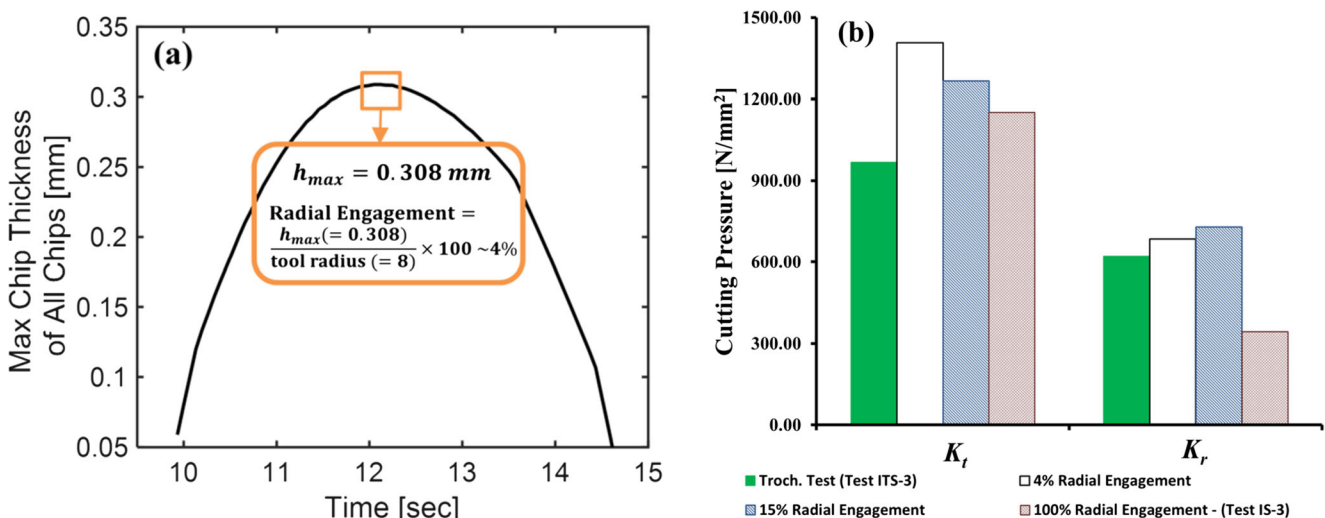 (a)
Max Chip Thickness
of All Chips [mm]
0.35
0.3
0.25
0.2
0.15
0.1
0.05
h_max = 0.308 mm
Radial Engagement =
h_max(= 0.308)
tool radius (= 8)
× 100 ~4%
10 11 12 13 14 15
Time [sec]
(b)
Cutting Pressure [N/mm²]
1500.00
1200.00
900.00
600.00
300.00
0.00
K_t K_r
Troch. Test (Test ITS-3) 4% Radial Engagement
15% Radial Engagement 100% Radial Engagement - (Test IS-3)